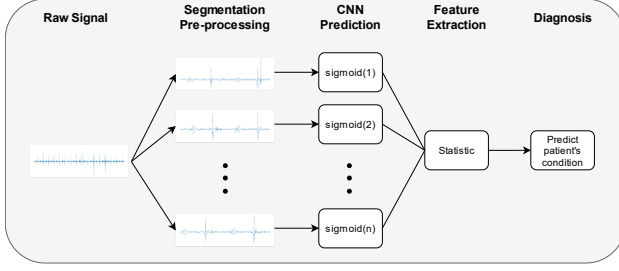 Raw Signal
Segmentation
Pre-processing
CNN
Prediction
Feature
Extraction
Diagnosis
sigmoid(1)
sigmoid(2)
Statistic
Predict
patient's
condition
sigmoid(n)